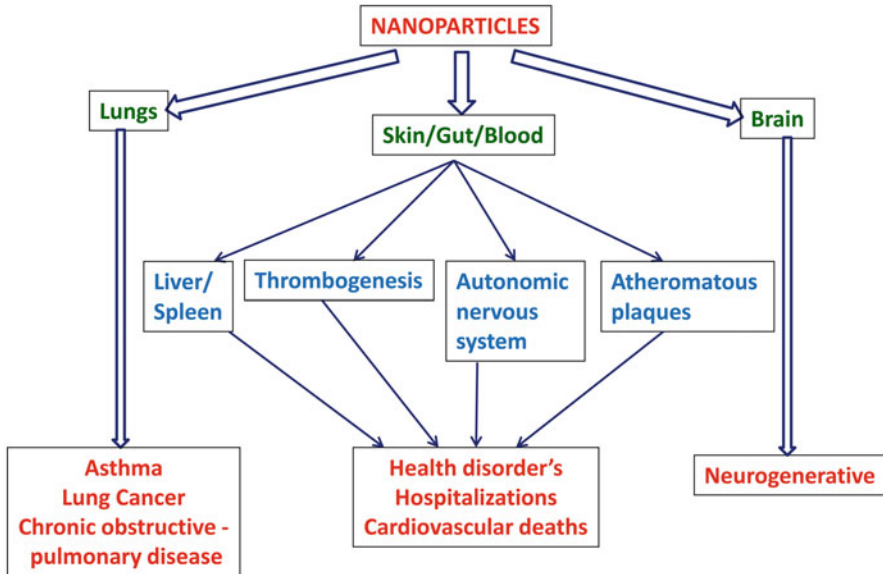 NANOPARTICLES
Lungs
Skin/Gut/Blood
Brain
Liver/
Spleen
Thrombogenesis
Autonomic
nervous
system
Atheromatous
plaques
Asthma
Lung Cancer
Chronic obstructive -
pulmonary disease
Health disorder’s
Hospitalizations
Cardiovascular deaths
Neurogenerative